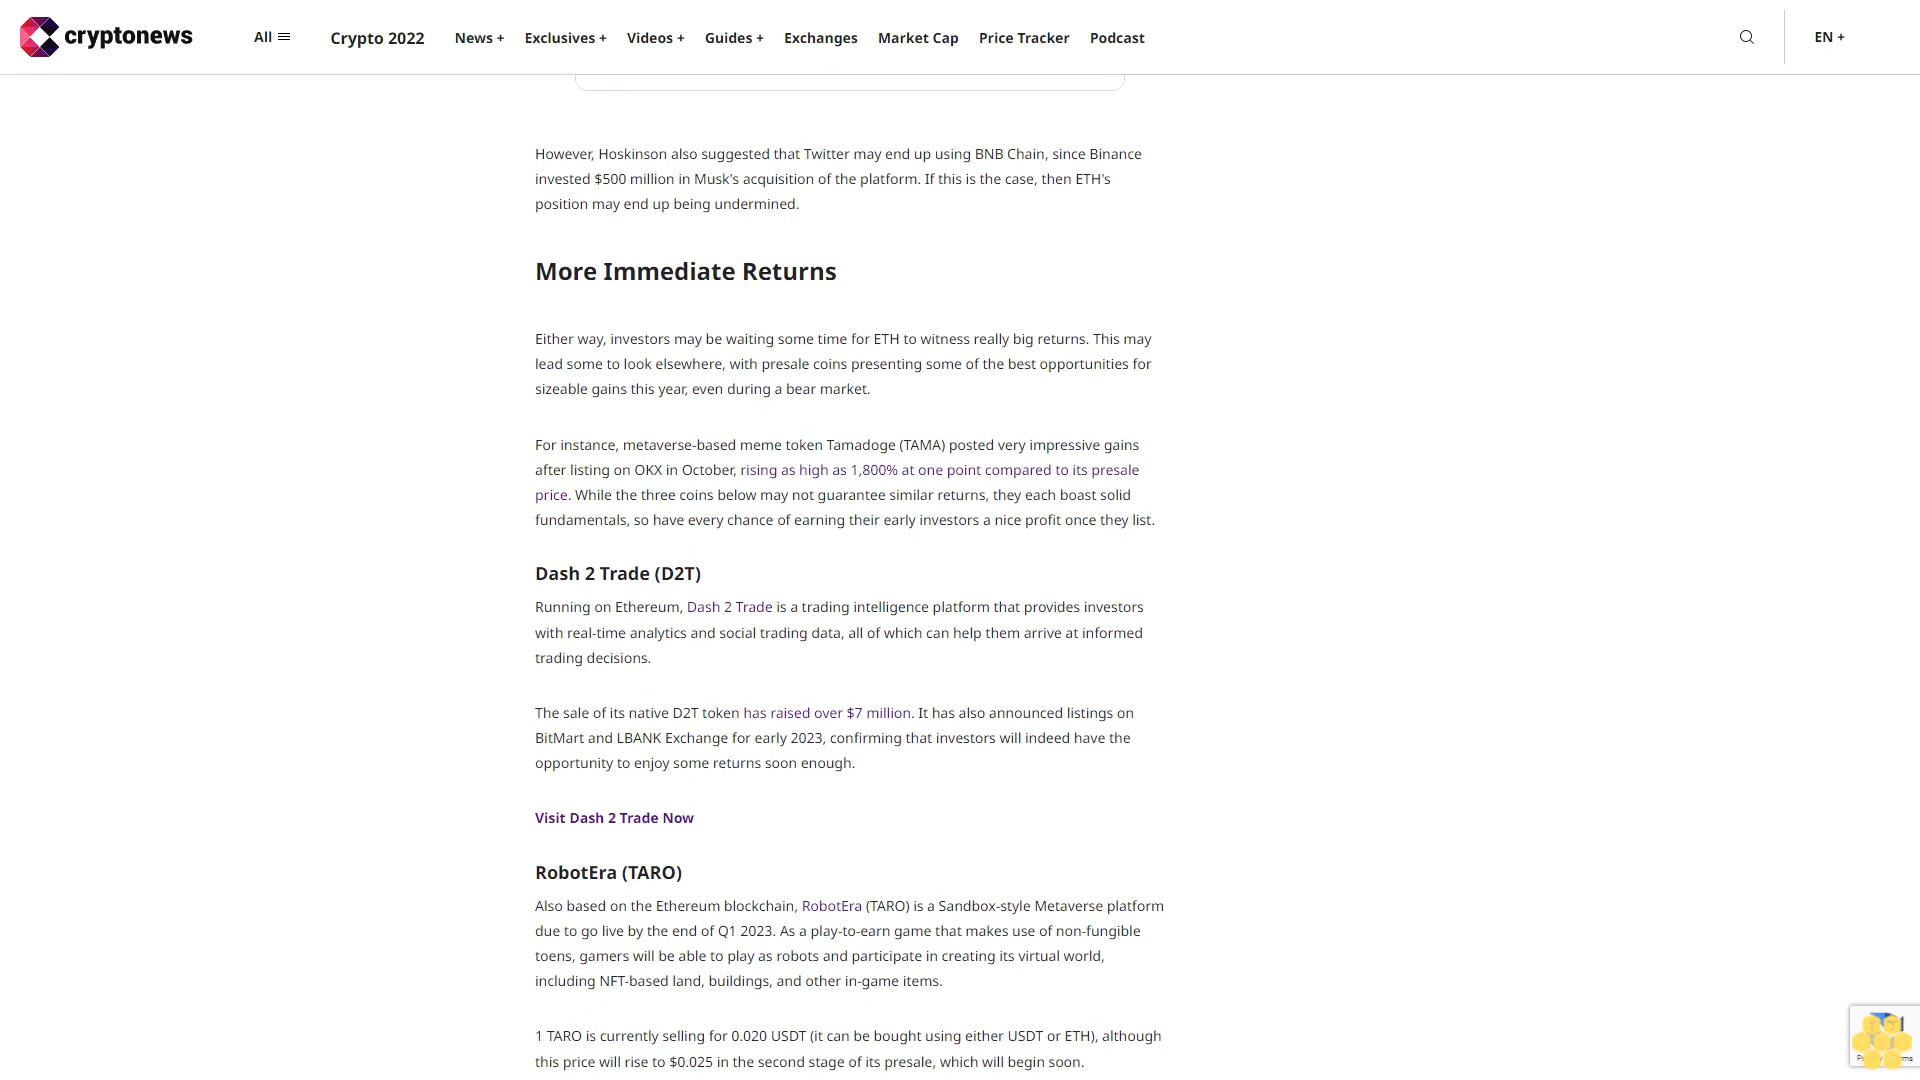 cryptonews
All
Crypto 2022
News +
Exclusives +
Videos +
Guides +
Exchanges
Market Cap
Price Tracker
Podcast
EN +
However, Hoskinson also suggested that Twitter may end up using BNB Chain, since Binance
invested $500 million in Musk's acquisition of the platform. If this is the case, then ETH's
position may end up being undermined.
More Immediate Returns
Either way, investors may be waiting some time for ETH to witness really big returns. This may
lead some to look elsewhere, with presale coins presenting some of the best opportunities for
sizeable gains this year, even during a bear market.
For instance, metaverse-based meme token Tamadoge (TAMA) posted very impressive gains
after listing on OKX in October, rising as high as 1,800% at one point compared to its presale
price. While the three coins below may not guarantee similar returns, they each boast solid
fundamentals, so have every chance of earning their early investors a nice profit once they list.
Dash 2 Trade (D2T)
Running on Ethereum, Dash 2 Trade is a trading intelligence platform that provides investors
with real-time analytics and social trading data, all of which can help them arrive at informed
trading decisions.
The sale of its native D2T token has raised over $7 million. It has also announced listings on
BitMart and LBANK Exchange for early 2023, confirming that investors will indeed have the
opportunity to enjoy some returns soon enough.
Visit Dash 2 Trade Now
RobotEra (TARO)
Also based on the Ethereum blockchain, RobotEra (TARO) is a Sandbox-style Metaverse platform
due to go live by the end of Q1 2023. As a play-to-earn game that makes use of non-fungible
toens, gamers will be able to play as robots and participate in creating its virtual world,
including NFT-based land, buildings, and other in-game items.
1 TARO is currently selling for 0.020 USDT (it can be bought using either USDT or ETH), although
this price will rise to $0.025 in the second stage of its presale, which will begin soon.